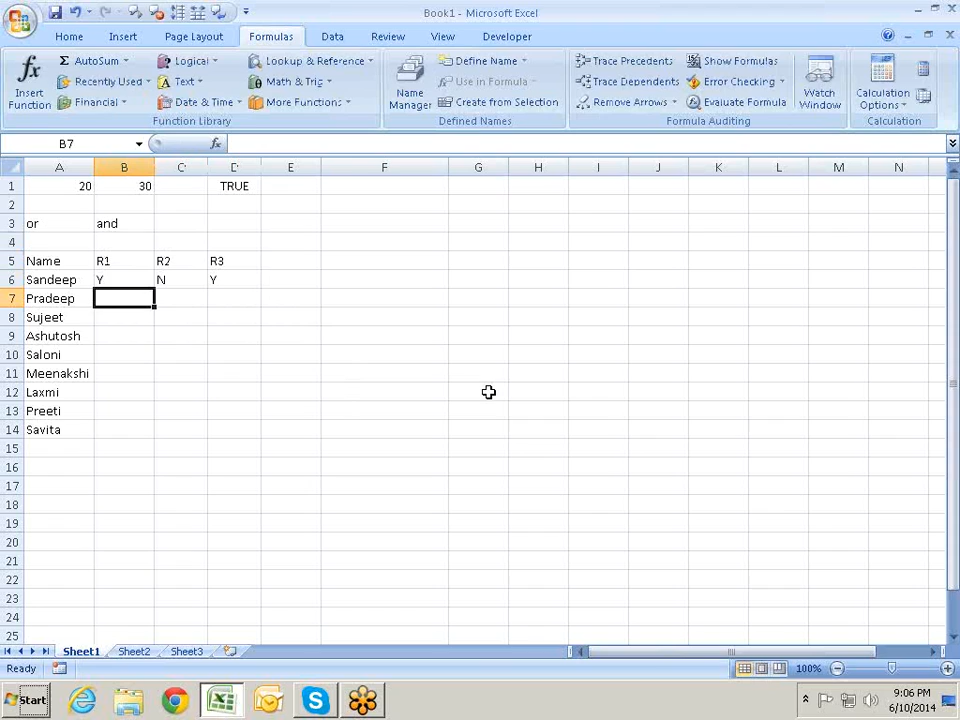 Book1 - Microsoft Excel
Home Insert Page Layout Formulas Data Review View Developer
Insert Function
AutoSum
Recently Used
Financial
Logical
Text
Date & Time
Lookup & Reference
Math & Trig
More Functions
Function Library
Name Manager
Define Name
Use in Formula
Create from Selection
Defined Names
Trace Precedents
Trace Dependents
Remove Arrows
Show Formulas
Error Checking
Evaluate Formula
Formula Auditing
Watch Window
Calculation Options
Calculation
B7 fx
A B C D E F G H I J K L M N
1 20 30 TRUE
2
3 or and
4
5 Name R1 R2 R3
6 Sandeep Y N Y
7 Pradeep
8 Sujeet
9 Ashutosh
10 Saloni
11 Meenakshi
12 Laxmi
13 Preeti
14 Savita
15
16
17
18
19
20
21
22
23
24
25
Sheet1 Sheet2 Sheet3
Ready 100%
Start 9:06 PM
6/10/2014